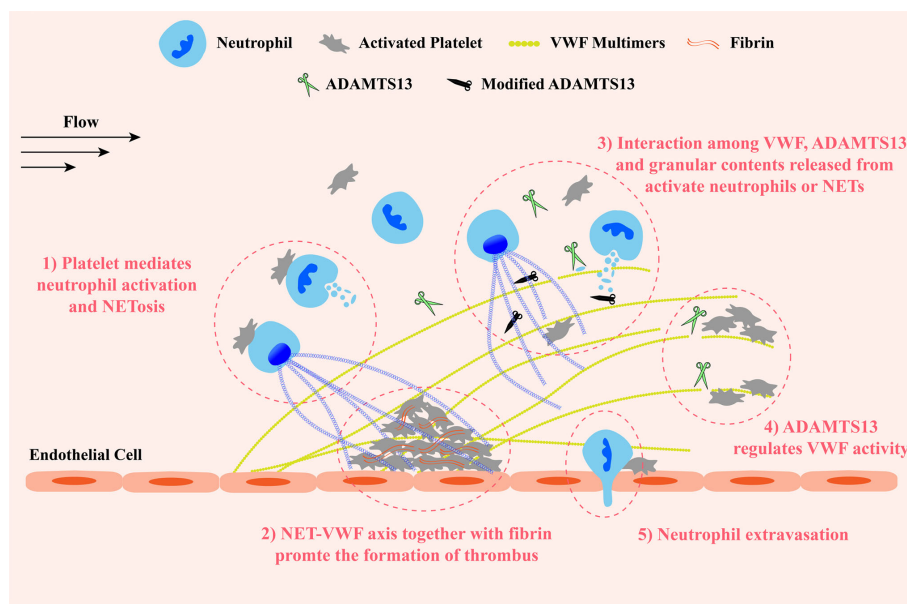 Neutrophil
Activated Platelet
VWF Multimers
Fibrin
ADAMTS13
Modified ADAMTS13
Flow
3) Interaction among VWF, ADAMTS13
and granular contents released from
activate neutrophils or NETs
1) Platelet mediates
neutrophil activation
and NETosis
4) ADAMTS13
regulates VWF activity
Endothelial Cell
2) NET-VWF axis together with fibrin
promte the formation of thrombus
5) Neutrophil extravasation